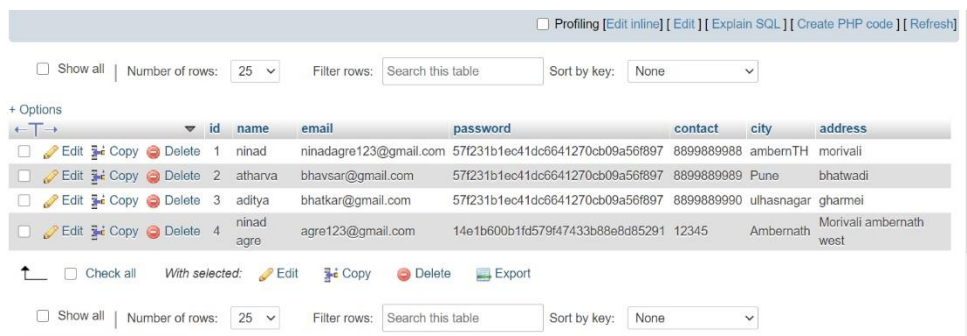 Profiling [Edit inline] [ Edit ] [ Explain SQL ] [ Create PHP code ] [ Refresh]
Show all | Number of rows: 25 Filter rows: Search this table Sort by key: None
+ Options
←T→ id name email password contact city address
Edit Copy Delete 1 ninad ninadagre123@gmail.com 57f231b1ec41dc6641270cb09a56f897 8899889988 ambernTH morivali
Edit Copy Delete 2 atharva bhavsar@gmail.com 57f231b1ec41dc6641270cb09a56f897 8899889989 Pune bhatwadi
Edit Copy Delete 3 aditya bhatkar@gmail.com 57f231b1ec41dc6641270cb09a56f897 8899889990 ulhasnagar gharmei
Edit Copy Delete 4 ninad agre agre123@gmail.com 14e1b600b1fd579f47433b88e8d85291 12345 Ambernath Morivali ambernath west
Check all With selected: Edit Copy Delete Export
Show all | Number of rows: 25 Filter rows: Search this table Sort by key: None